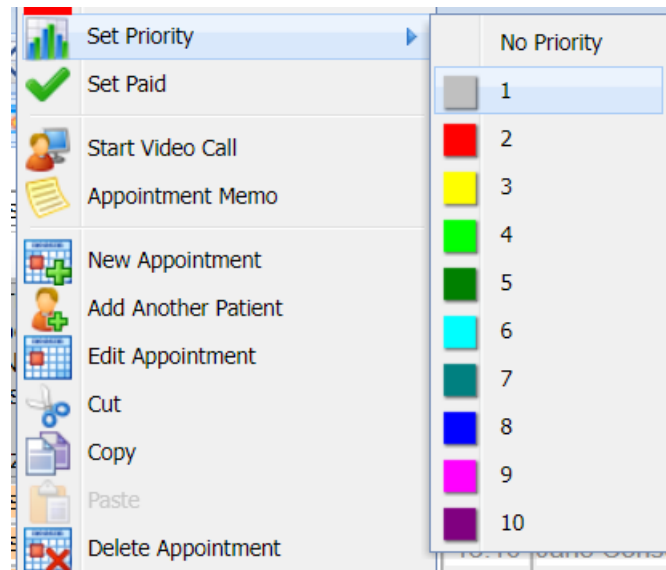 Set Priority
Set Paid
Start Video Call
Appointment Memo
New Appointment
Add Another Patient
Edit Appointment
Cut
Copy
Paste
Delete Appointment
No Priority
1
2
3
4
5
6
7
8
9
10